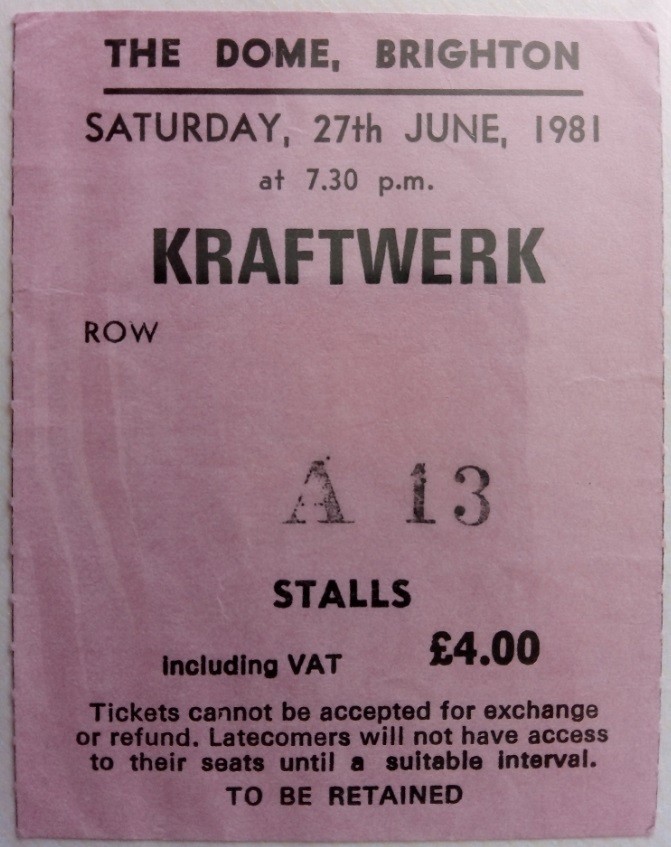 THE DOME, BRIGHTON
SATURDAY, 27th JUNE, 1981
at 7.30 p.m.
KRAFTWERK
ROW
A 13
STALLS
including VAT £4.00
Tickets cannot be accepted for exchange
or refund. Latecomers will not have access
to their seats until a suitable interval.
TO BE RETAINED